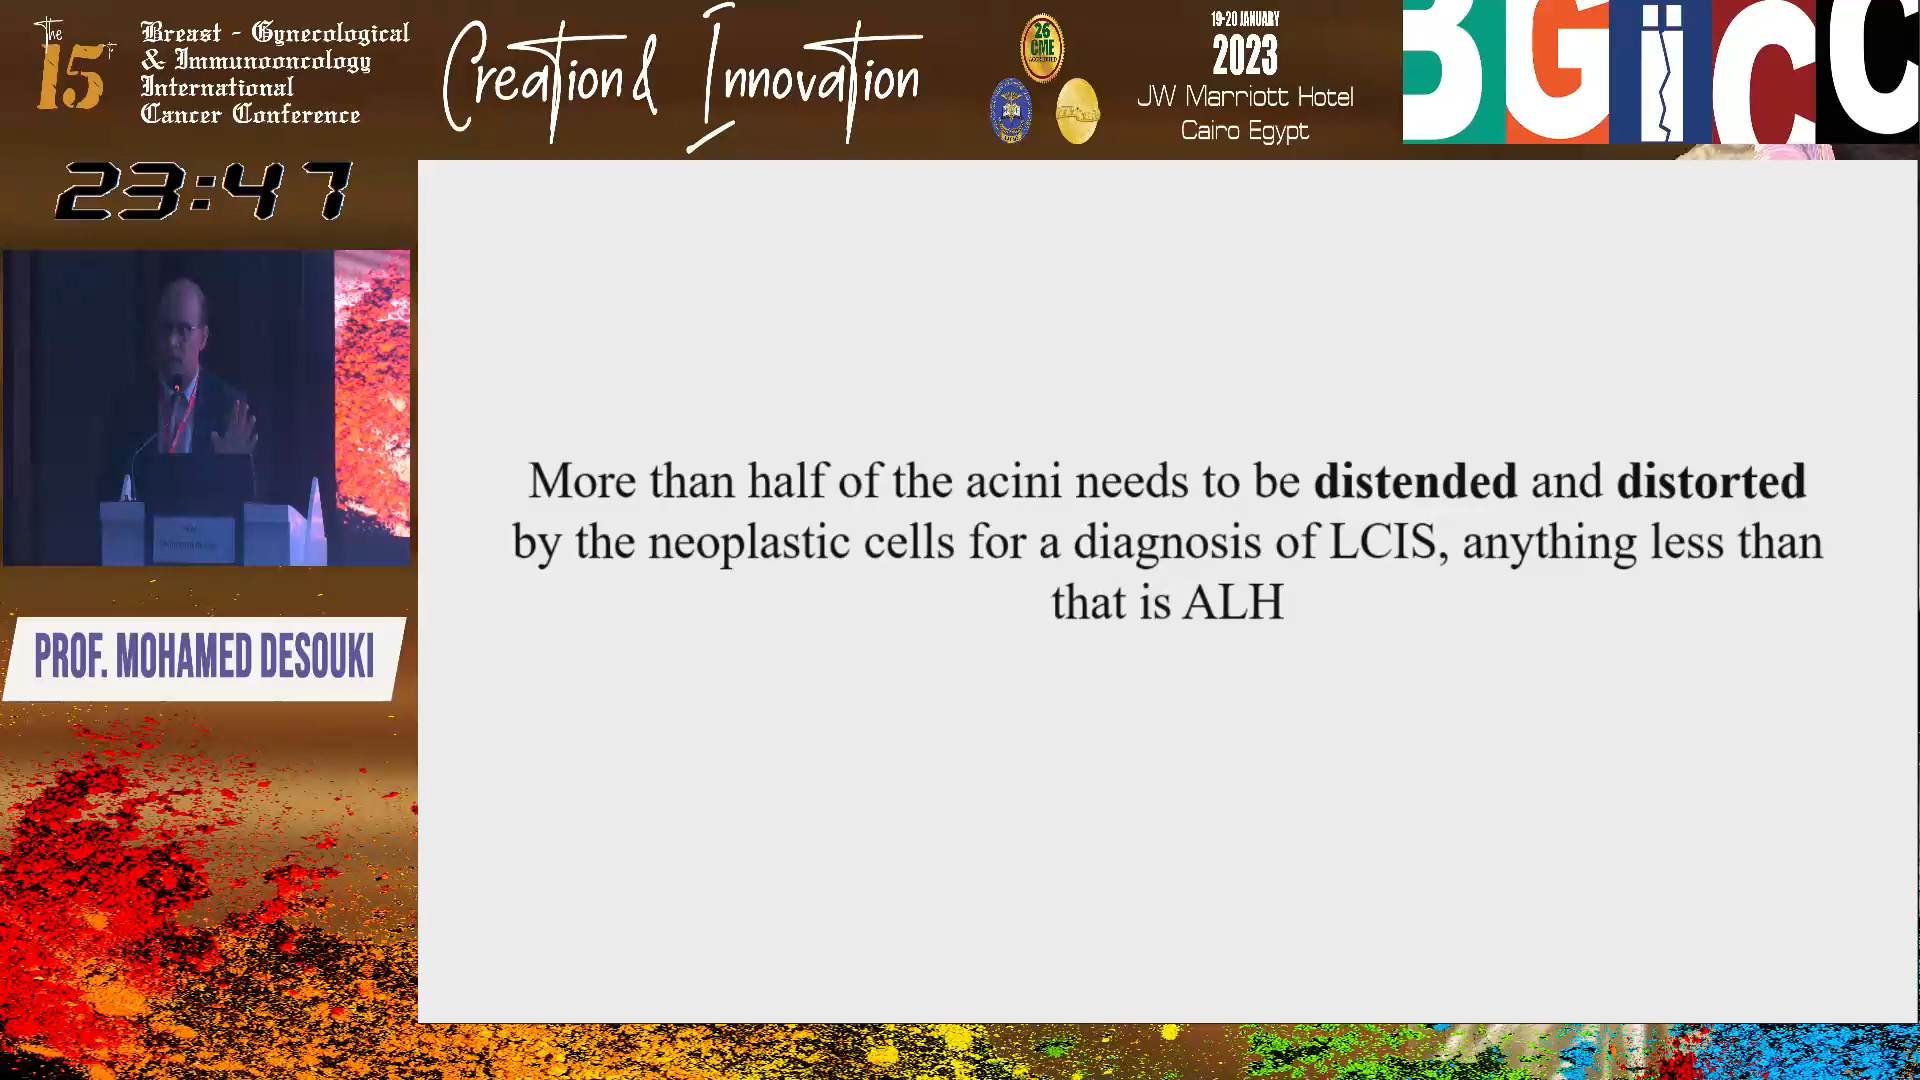 The
15th
Breast - Gynecological
& Immunooncology
International
Cancer Conference
Creation & Innovation
26
CME
ACCREDITED
19-20 JANUARY
2023
JW Marriott Hotel
Cairo Egypt
BGiCC
23:47
PROF. MOHAMED DESOUKI
More than half of the acini needs to be distended and distorted
by the neoplastic cells for a diagnosis of LCIS, anything less than
that is ALH